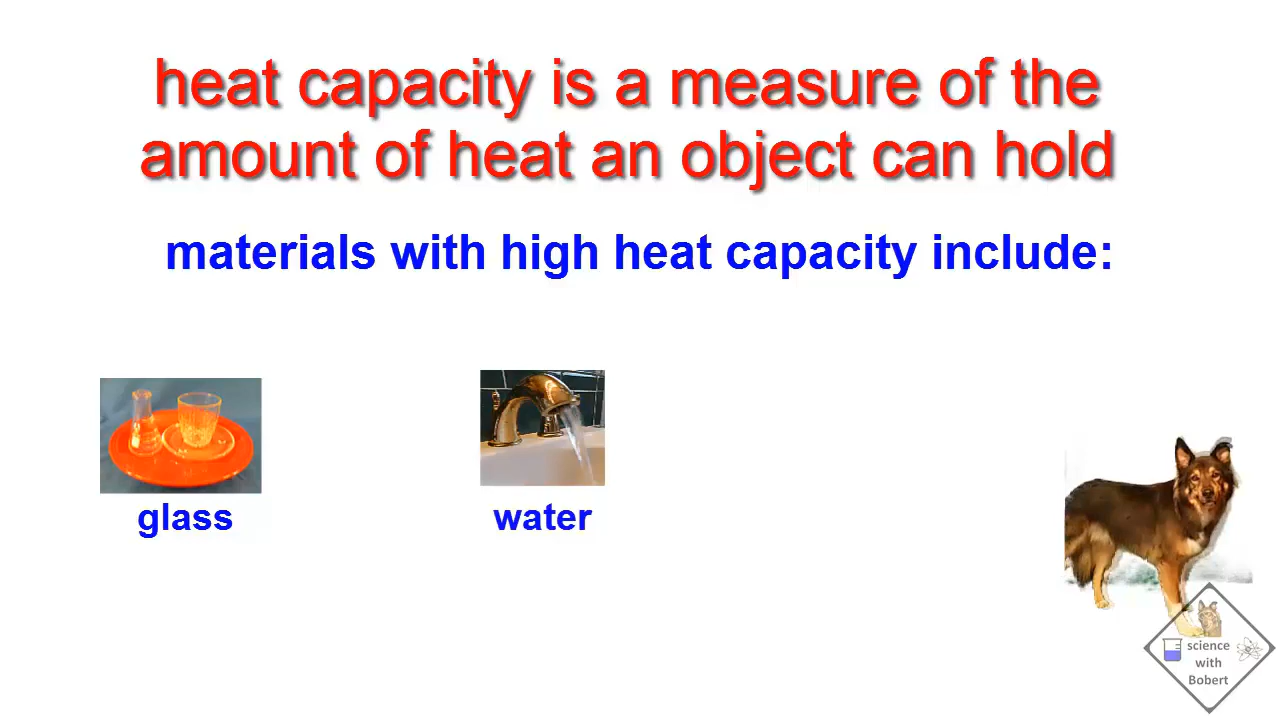 heat capacity is a measure of the
amount of heat an object can hold
materials with high heat capacity include:
glass
water
science
with
Bobert